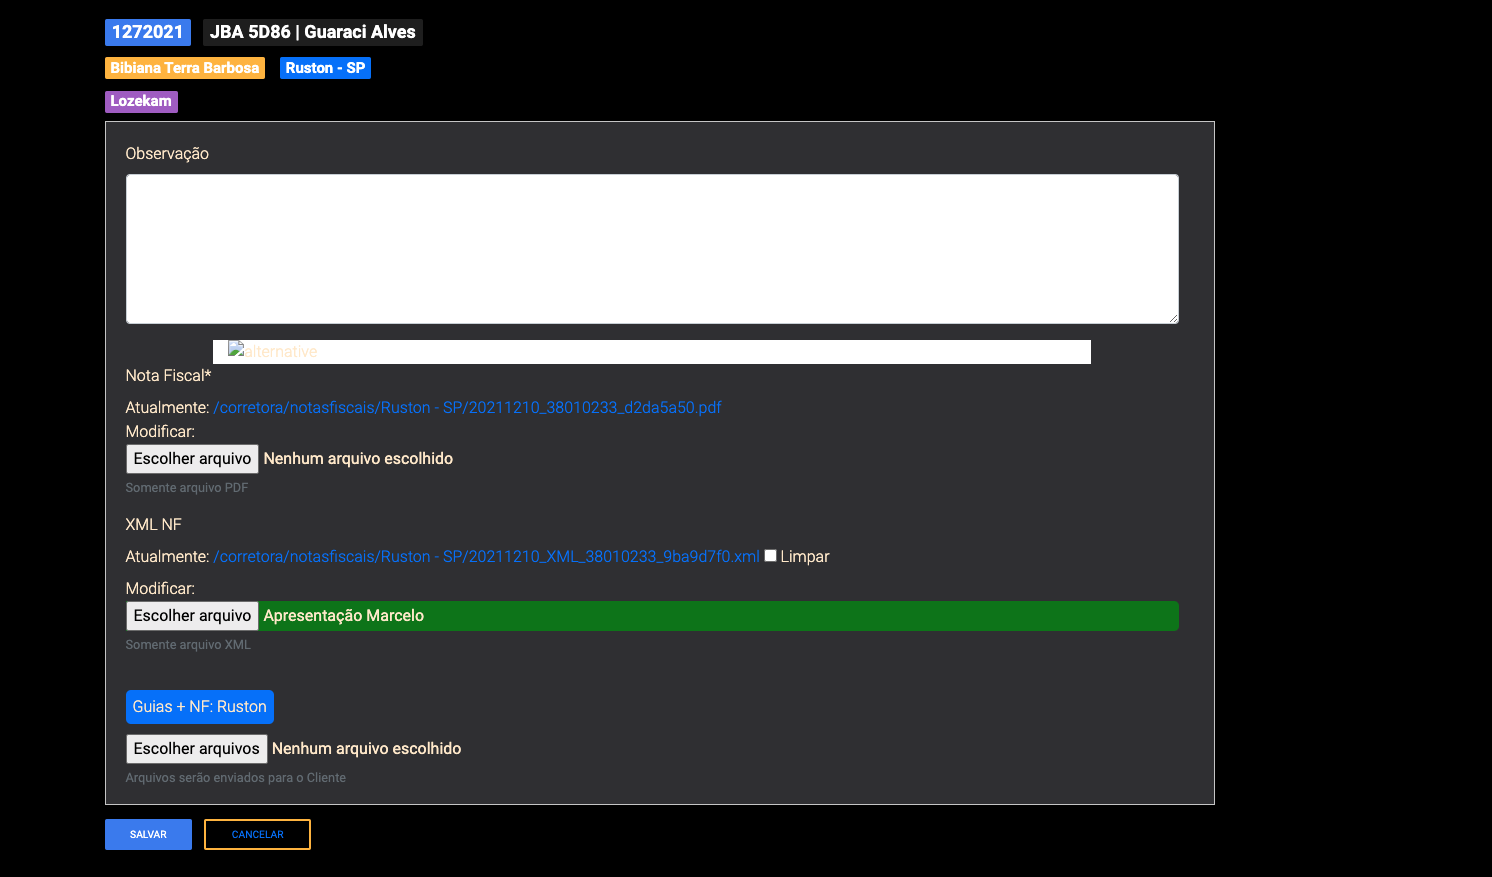 1272021 JBA 5D86 | Guaraci Alves
Bibiana Terra Barbosa Ruston - SP
Lozekam
Observação
alternative
Nota Fiscal*
Atualmente: /corretora/notasfiscais/Ruston - SP/20211210_38010233_d2da5a50.pdf
Modificar:
Escolher arquivo Nenhum arquivo escolhido
Somente arquivo PDF
XML NF
Atualmente: /corretora/notasfiscais/Ruston - SP/20211210_XML_38010233_9ba9d7f0.xml Limpar
Modificar:
Escolher arquivo Apresentação Marcelo
Somente arquivo XML
Guias + NF: Ruston
Escolher arquivos Nenhum arquivo escolhido
Arquivos serão enviados para o Cliente
SALVAR CANCELAR